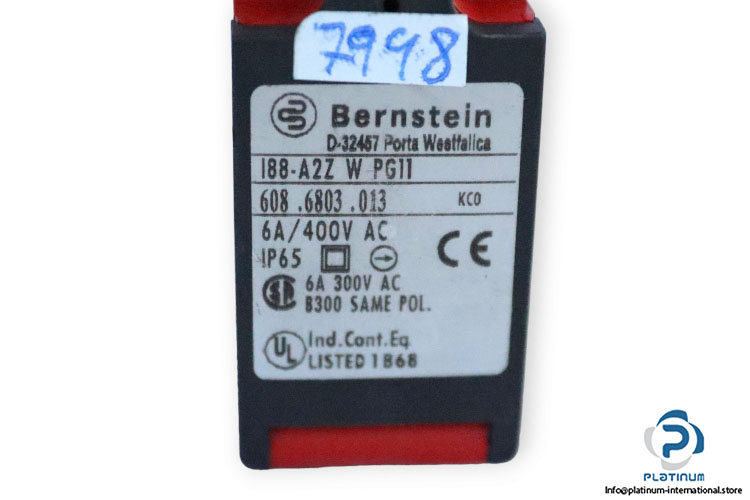 7998
Bernstein
D-32457 Porta Westfalica
I88-A2Z W PG11
608.6803.013 KCO
6A/400V AC
IP65
CE
6A 300V AC
B300 SAME POL.
UL
Ind.Cont.Eq
LISTED 1B68
PLATINUM
Info@platinum-international.store